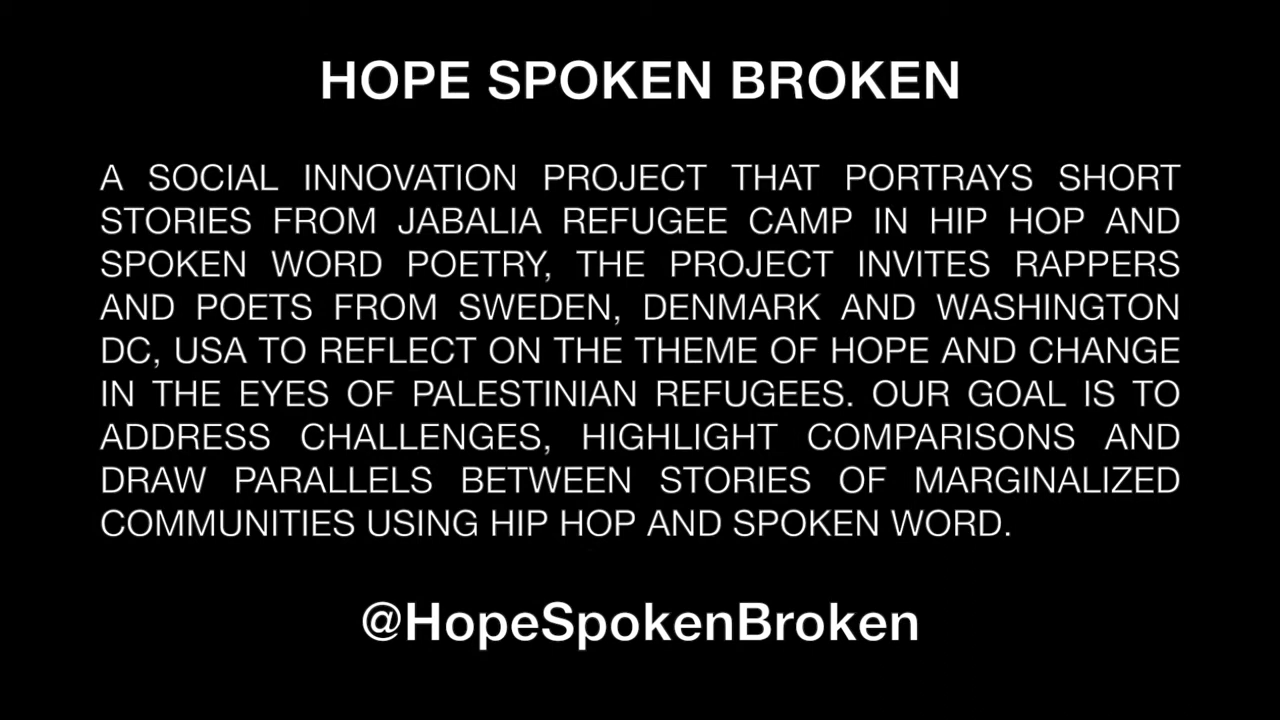 HOPE SPOKEN BROKEN
A SOCIAL INNOVATION PROJECT THAT PORTRAYS SHORT
STORIES FROM JABALIA REFUGEE CAMP IN HIP HOP AND
SPOKEN WORD POETRY, THE PROJECT INVITES RAPPERS
AND POETS FROM SWEDEN, DENMARK AND WASHINGTON
DC, USA TO REFLECT ON THE THEME OF HOPE AND CHANGE
IN THE EYES OF PALESTINIAN REFUGEES. OUR GOAL IS TO
ADDRESS CHALLENGES, HIGHLIGHT COMPARISONS AND
DRAW PARALLELS BETWEEN STORIES OF MARGINALIZED
COMMUNITIES USING HIP HOP AND SPOKEN WORD.
@HopeSpokenBroken